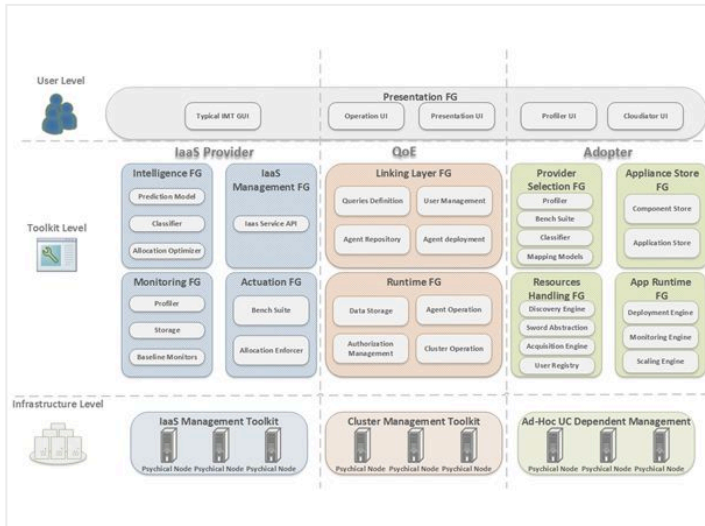 User Level
Presentation FG
Typical IMT GUI
Operation UI
Presentation UI
Profiler UI
Cloudiator UI
IaaS Provider
QoE
Adopter
Toolkit Level
Intelligence FG
Prediction Model
Classifier
Allocation Optimizer
IaaS
Management FG
Iaas Service API
Linking Layer FG
Queries Definition
User Management
Agent Repository
Agent deployment
Provider
Selection FG
Profiler
Bench Suite
Classifier
Mapping Models
Appliance Store
FG
Component Store
Application Store
Monitoring FG
Profiler
Storage
Baseline Monitors
Actuation FG
Bench Suite
Allocation Enforcer
Runtime FG
Data Storage
Agent Operation
Authorization
Management
Cluster Operation
Resources
Handling FG
Discovery Engine
Sword Abstraction
Acquisition Engine
User Registry
App Runtime
FG
Deployment Engine
Monitoring Engine
Scaling Engine
Infrastructure Level
IaaS Management Toolkit
Psychical Node Psychical Node Psychical Node
Cluster Management Toolkit
Psychical Node Psychical Node Psychical Node
Ad-Hoc UC Dependent Management
Psychical Node Psychical Node Psychical Node